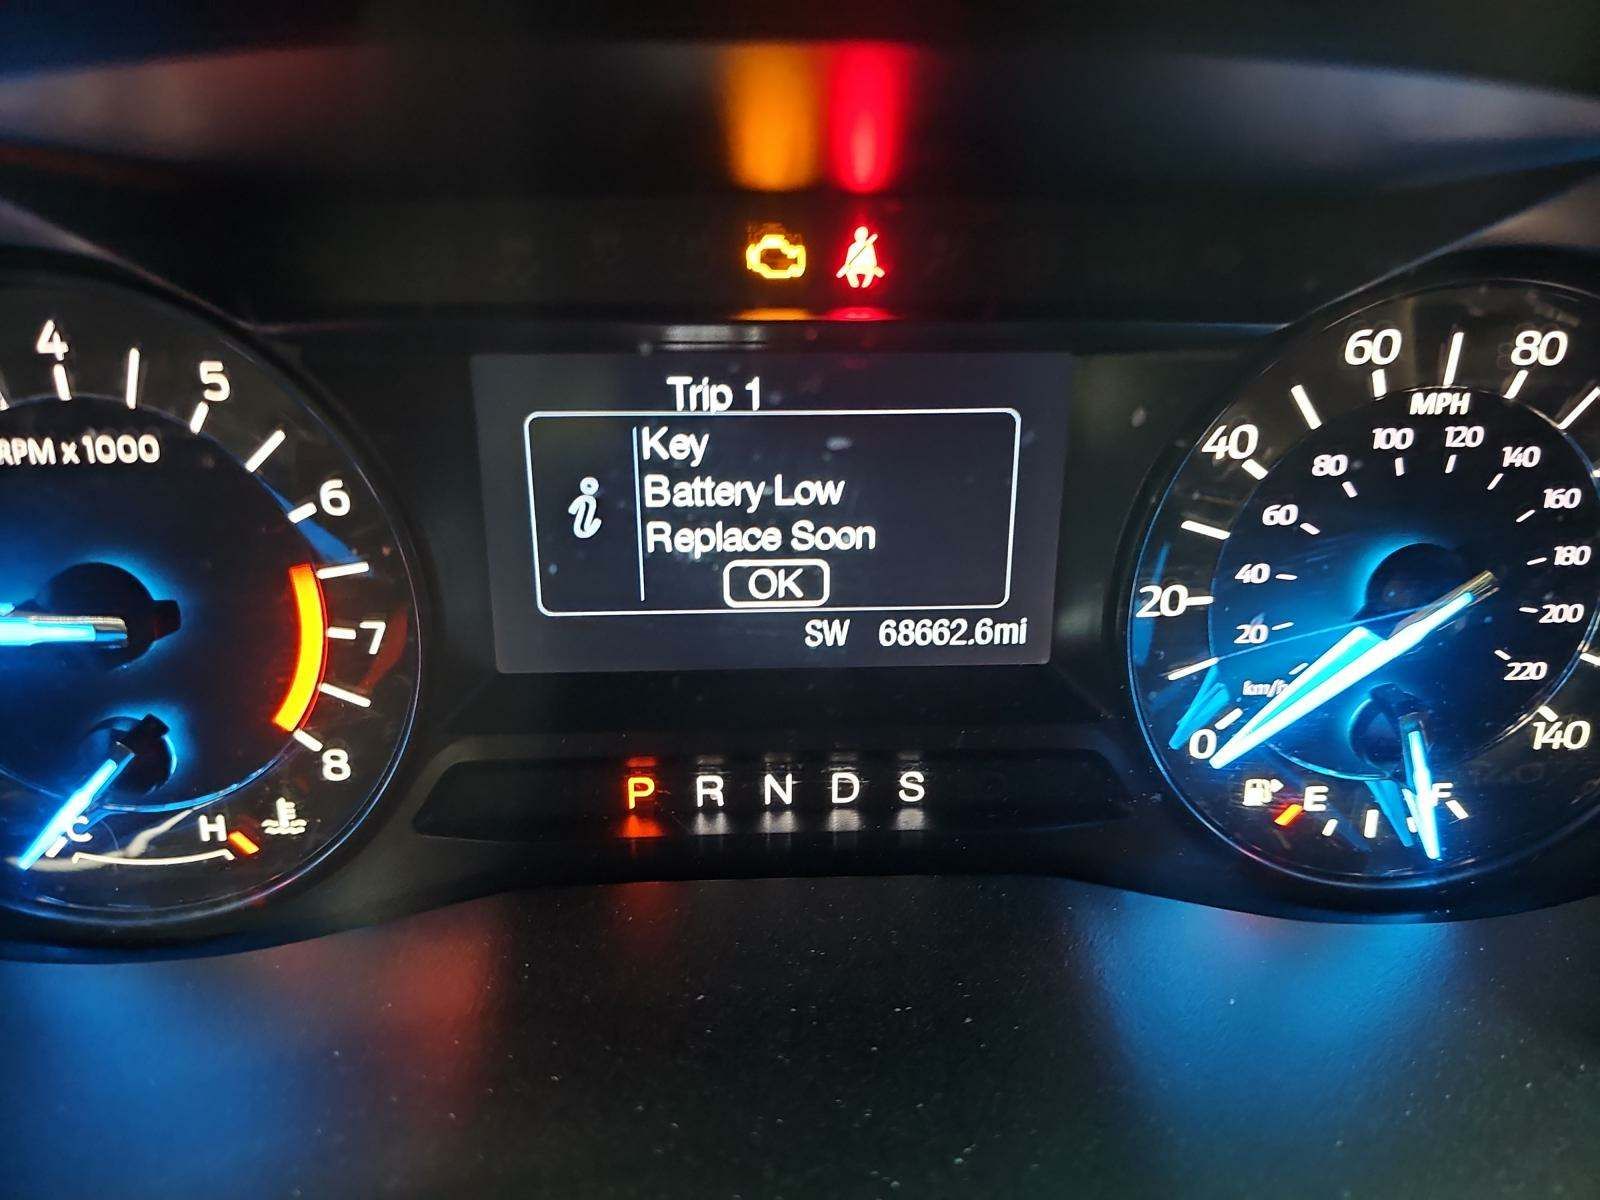 4
5
RPM x 1000
6
7
8
C
H
Trip 1
Key
Battery Low
Replace Soon
OK
SW 68662.6mi
P R N D S
60
80
MPH
40
100
120
80
140
60
160
40
180
20
200
20
220
km/h
0
140
E
F